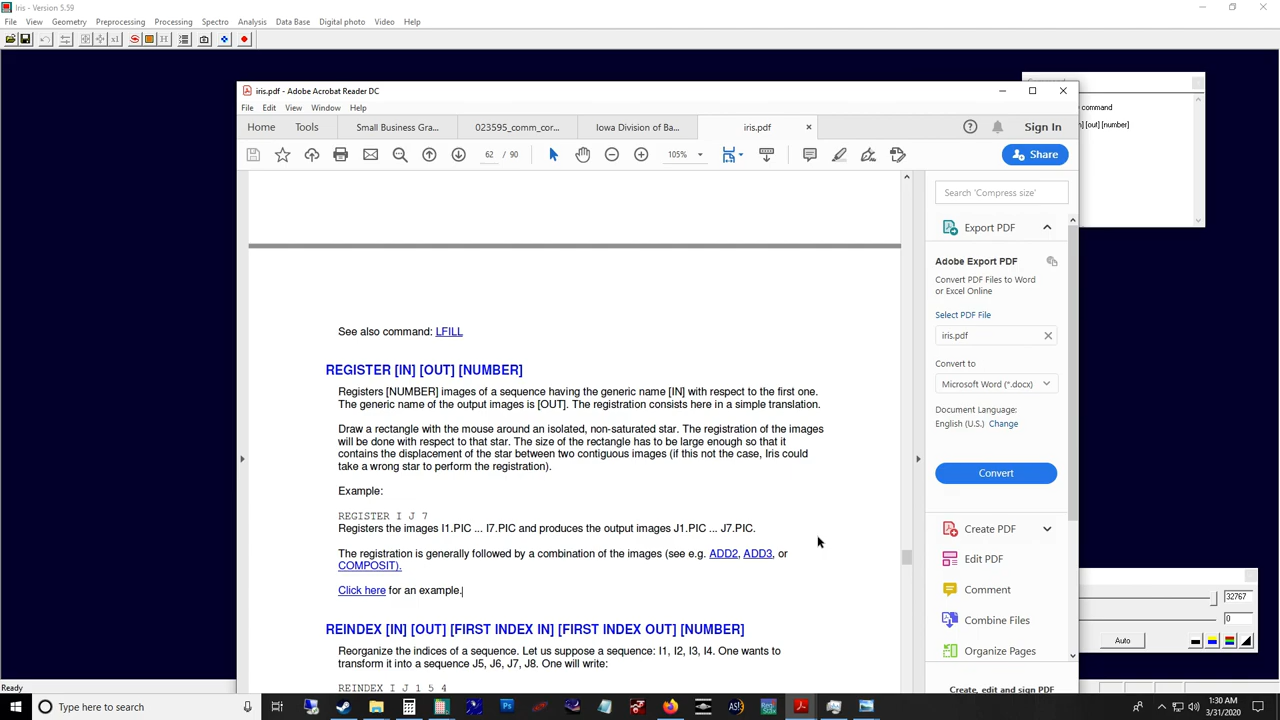 Iris - Version 5.59
File View Geometry Preprocessing Processing Spectro Analysis Data Base Digital photo Video Help
x1
iris.pdf - Adobe Acrobat Reader DC
File Edit View Window Help
command
[out] [number]
Home Tools Small Business Gra... 023595_comm_cor... Iowa Division of Ba... iris.pdf × Sign In
62 / 90 105% Share
Search 'Compress size'
Export PDF
Adobe Export PDF
Convert PDF Files to Word
or Excel Online
Select PDF File
iris.pdf
Convert to
Microsoft Word (*.docx)
Document Language:
English (U.S.) Change
Convert
Create PDF
Edit PDF
Comment
Combine Files
Organize Pages
Create, edit and sign PDF
See also command: LFILL
REGISTER [IN] [OUT] [NUMBER]
Registers [NUMBER] images of a sequence having the generic name [IN] with respect to the first one.
The generic name of the output images is [OUT]. The registration consists here in a simple translation.
Draw a rectangle with the mouse around an isolated, non-saturated star. The registration of the images
will be done with respect to that star. The size of the rectangle has to be large enough so that it
contains the displacement of the star between two contiguous images (if this not the case, Iris could
take a wrong star to perform the registration).
Example:
REGISTER I J 7
Registers the images I1.PIC ... I7.PIC and produces the output images J1.PIC ... J7.PIC.
The registration is generally followed by a combination of the images (see e.g. ADD2, ADD3, or
COMPOSIT).
Click here for an example.
REINDEX [IN] [OUT] [FIRST INDEX IN] [FIRST INDEX OUT] [NUMBER]
Reorganize the indices of a sequence. Let us suppose a sequence: I1, I2, I3, I4. One wants to
transform it into a sequence J5, J6, J7, J8. One will write:
REINDEX I J 1 5 4
32767
0
Auto
Ready
Type here to search
1:30 AM
3/31/2020